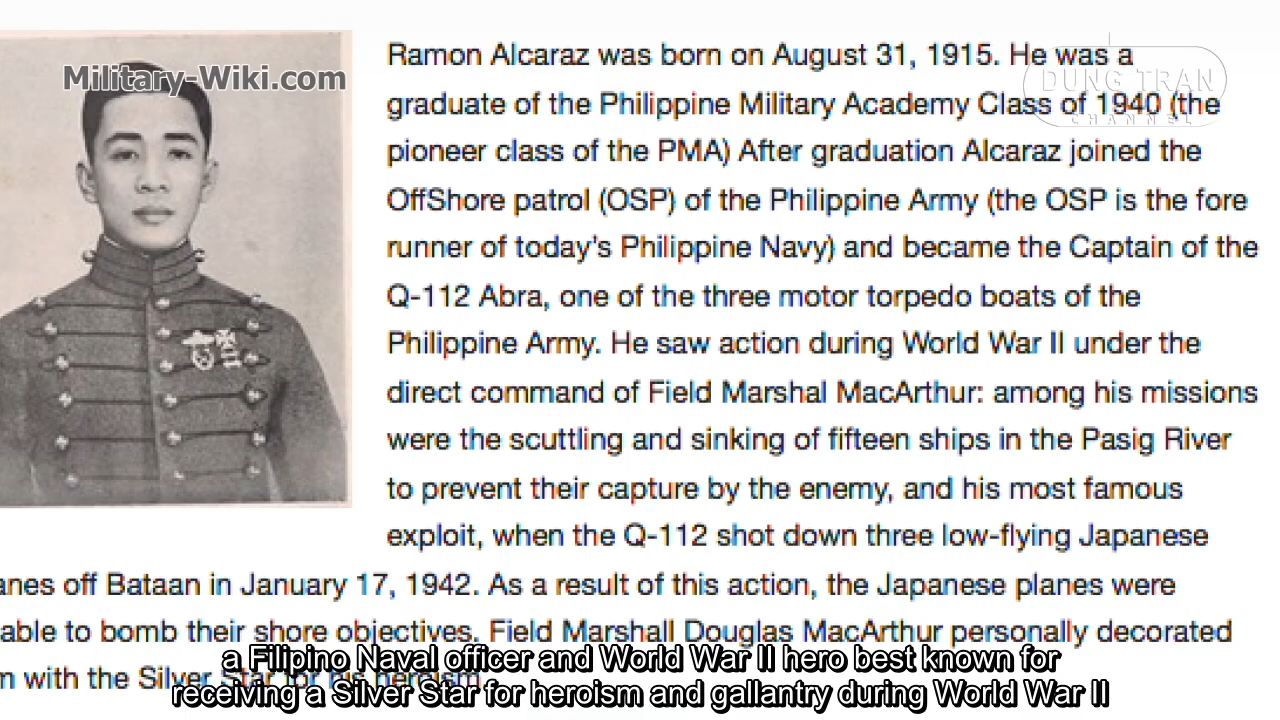 Military-Wiki.com
DUNG TRAN
CHANNEL
Ramon Alcaraz was born on August 31, 1915. He was a
graduate of the Philippine Military Academy Class of 1940 (the
pioneer class of the PMA) After graduation Alcaraz joined the
OffShore patrol (OSP) of the Philippine Army (the OSP is the fore
runner of today's Philippine Navy) and became the Captain of the
Q-112 Abra, one of the three motor torpedo boats of the
Philippine Army. He saw action during World War II under the
direct command of Field Marshal MacArthur: among his missions
were the scuttling and sinking of fifteen ships in the Pasig River
to prevent their capture by the enemy, and his most famous
exploit, when the Q-112 shot down three low-flying Japanese
anes off Bataan in January 17, 1942. As a result of this action, the Japanese planes were
able to bomb their shore objectives. Field Marshall Douglas MacArthur personally decorated
m with the Silver Star for his heroism.
a Filipino Naval officer and World War II hero best known for
receiving a Silver Star for heroism and gallantry during World War II